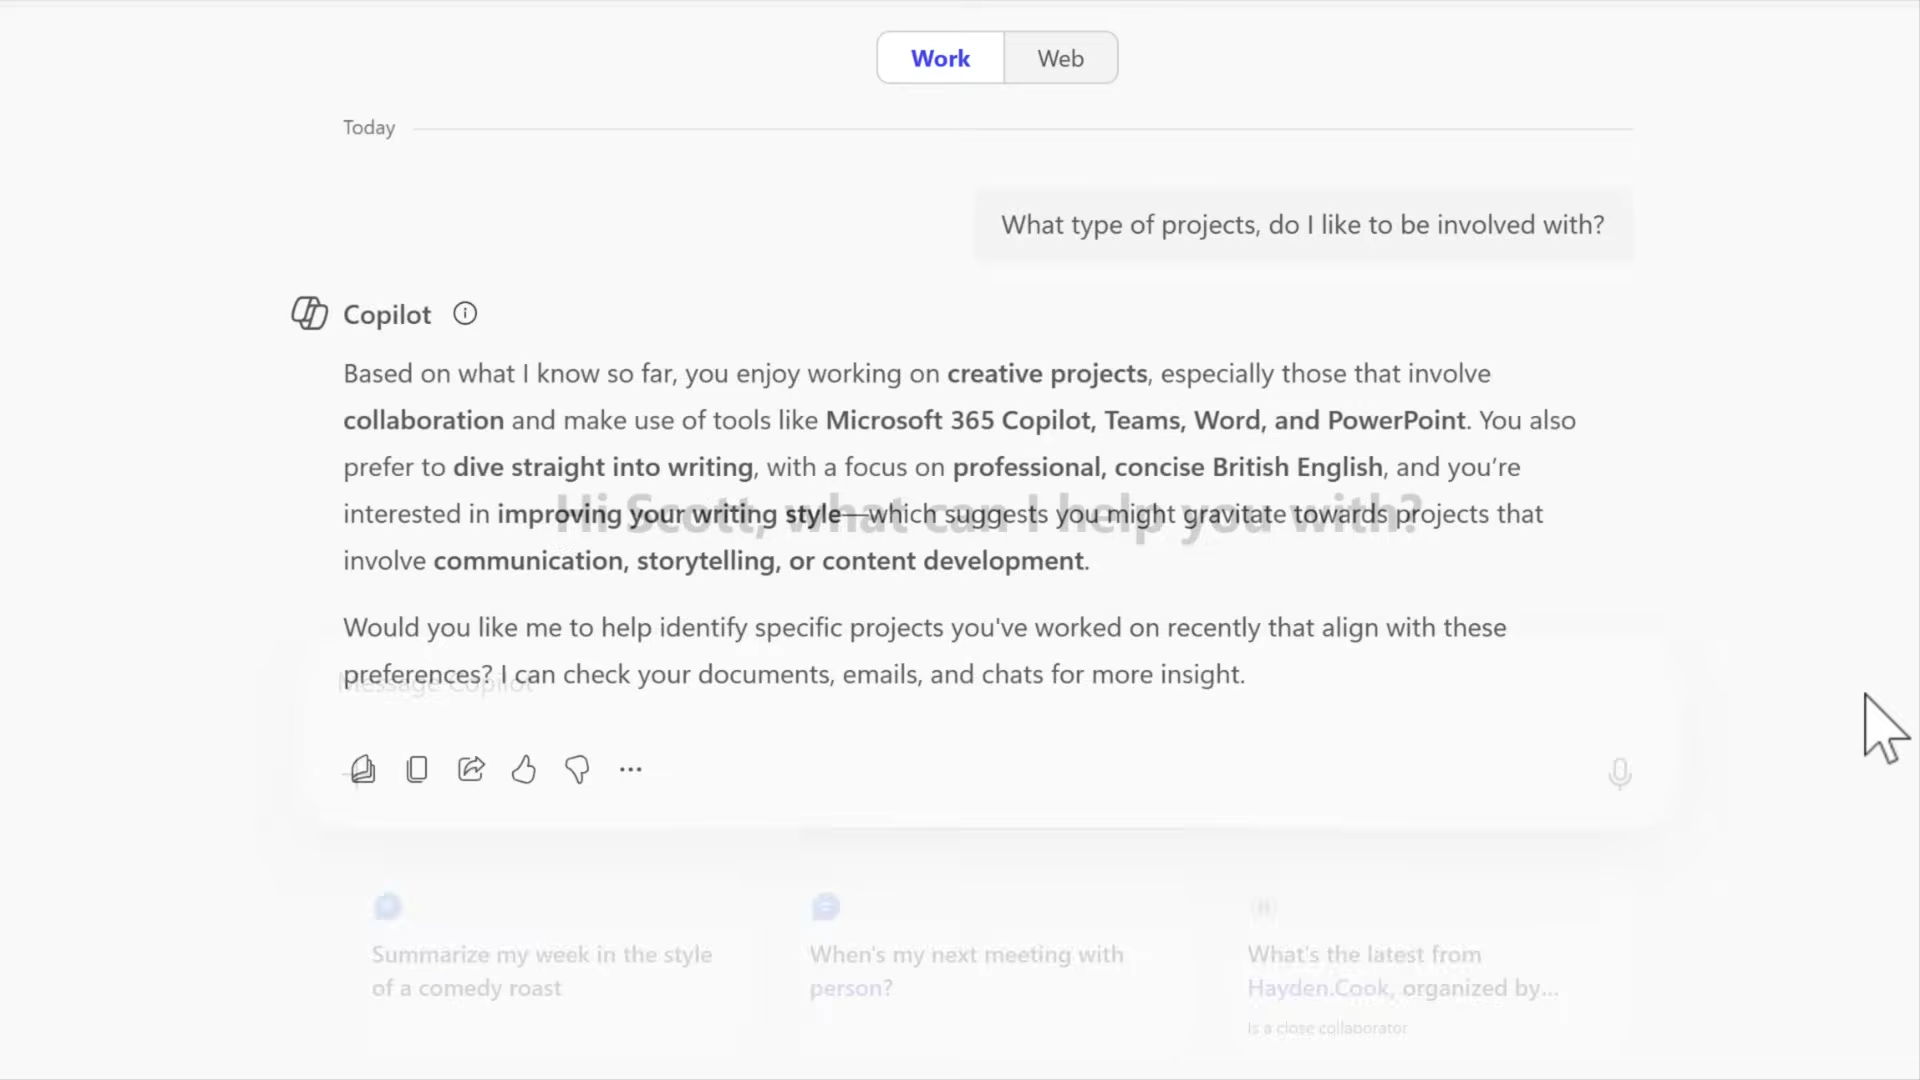 Work Web
Today
What type of projects, do I like to be involved with?
Copilot
Based on what I know so far, you enjoy working on creative projects, especially those that involve
collaboration and make use of tools like Microsoft 365 Copilot, Teams, Word, and PowerPoint. You also
prefer to dive straight into writing, with a focus on professional, concise British English, and you’re
interested in improving your writing style—which suggests you might gravitate towards projects that
Hi Scott, what can I help you with?
involve communication, storytelling, or content development.
Would you like me to help identify specific projects you've worked on recently that align with these
preferences? I can check your documents, emails, and chats for more insight.
Message Copilot
Summarize my week in the style
of a comedy roast
When's my next meeting with
person?
What's the latest from
Hayden.Cook, organized by...
Is a close collaborator